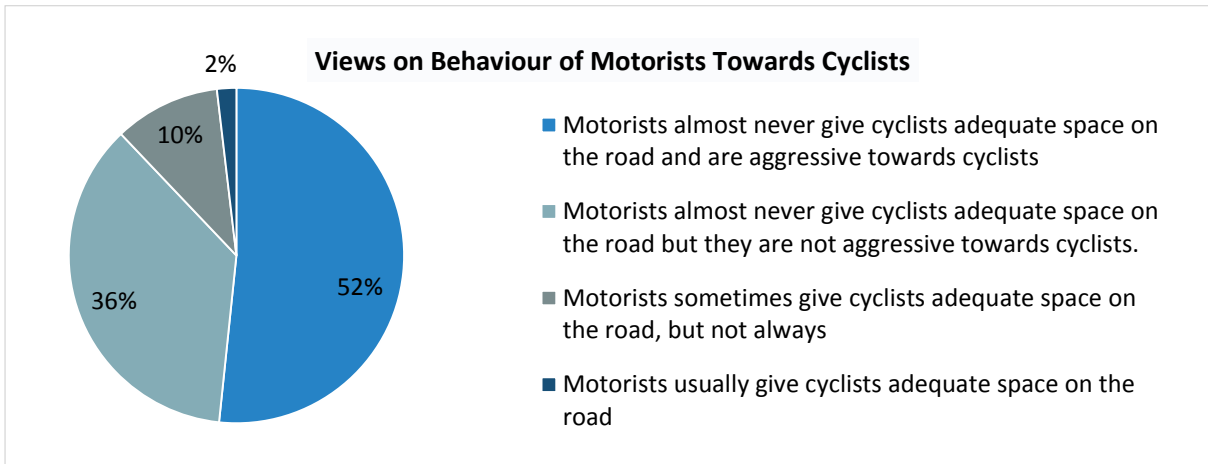 Views on Behaviour of Motorists Towards Cyclists
2%
10%
36%
52%
Motorists almost never give cyclists adequate space on
the road and are aggressive towards cyclists
Motorists almost never give cyclists adequate space on
the road but they are not aggressive towards cyclists.
Motorists sometimes give cyclists adequate space on
the road, but not always
Motorists usually give cyclists adequate space on the
road